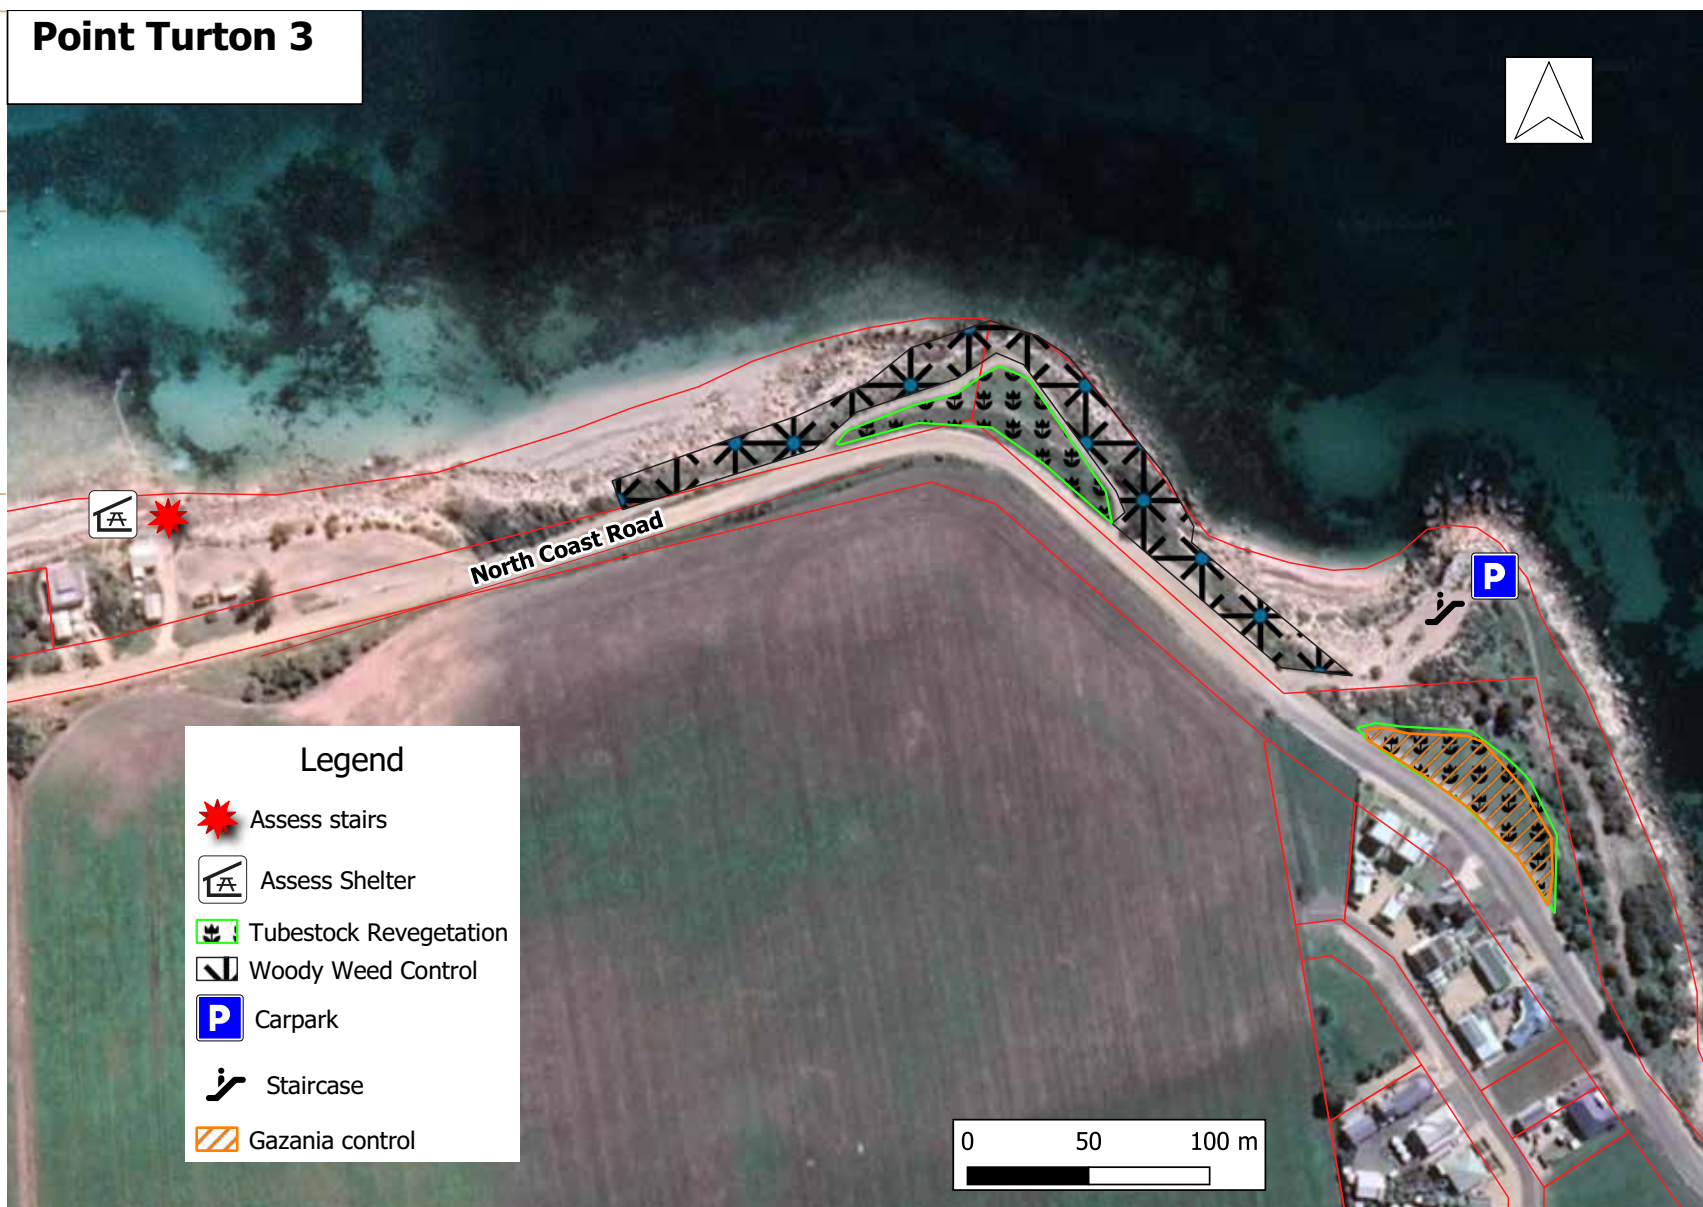 Point Turton 3
North Coast Road
P
Legend
Assess stairs
Assess Shelter
Tubestock Revegetation
Woody Weed Control
P Carpark
Staircase
Gazania control
0 50 100 m